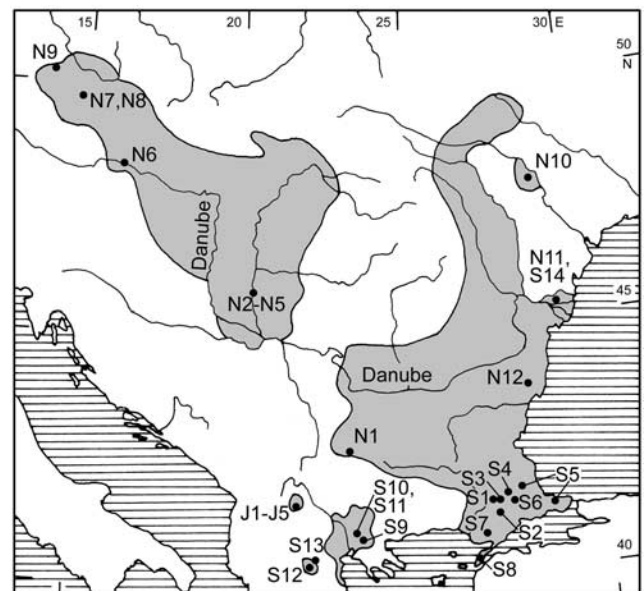 15
20
30 E
50
N
N9
N7,N8
N6
N10
Danube
N11,
S14
N2-N5
45
Danube
N12
N1
S4
S3
S5
S1
S6
J1-J5
S10,
S11
S9
S7
S2
S13
S12
S8
40